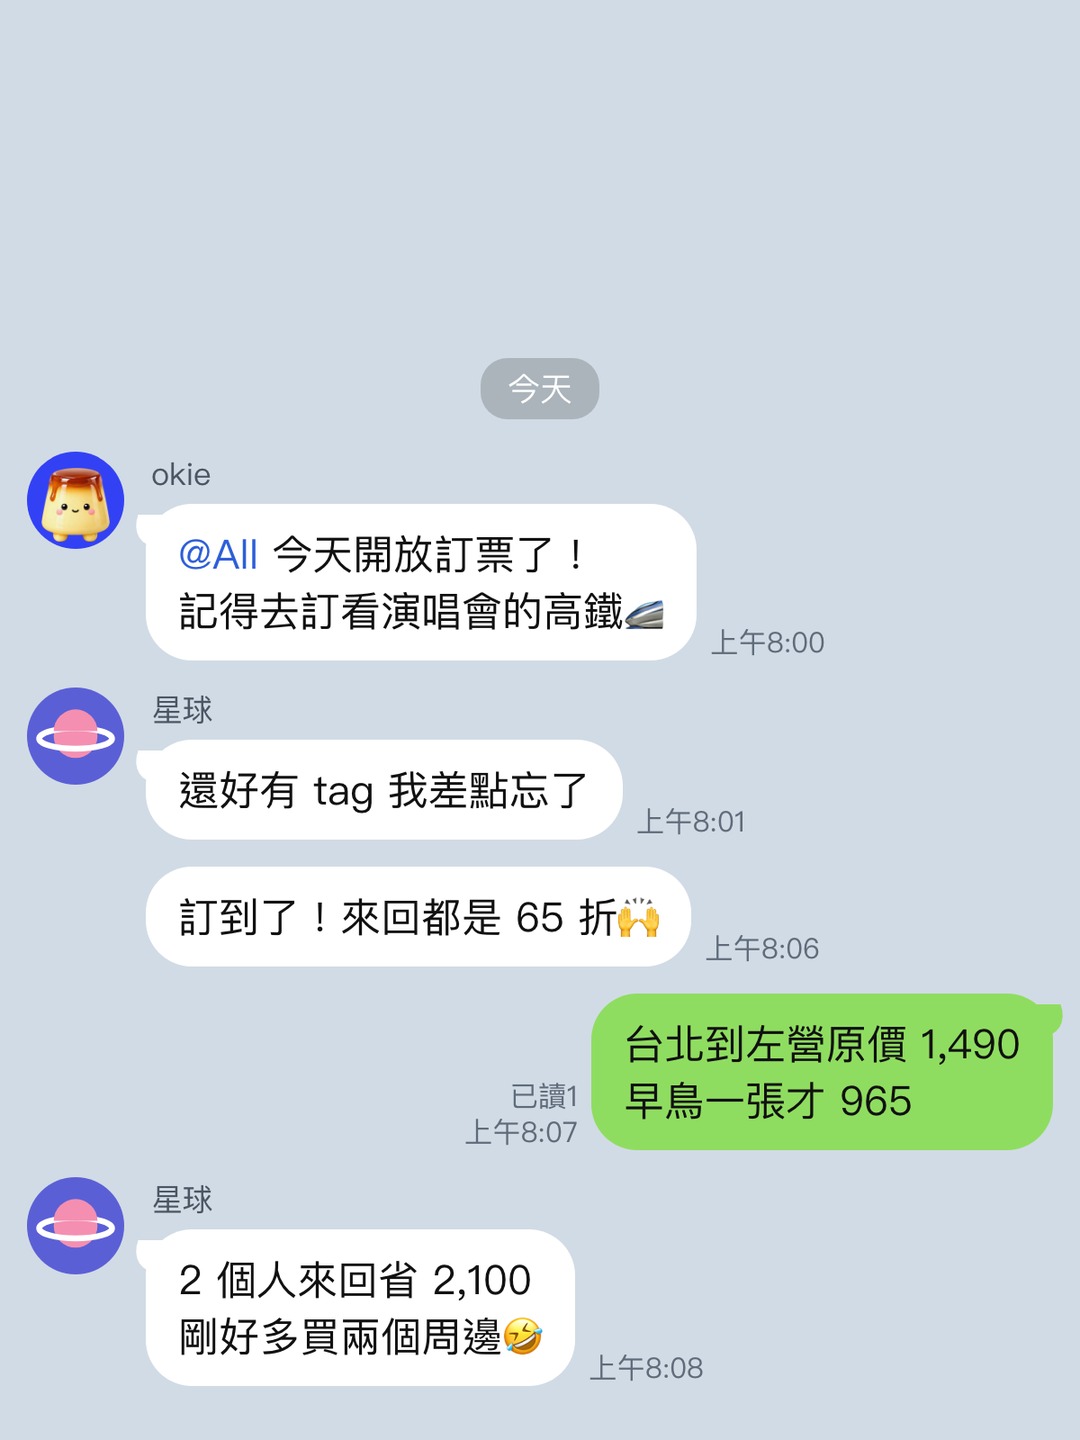 今天
okie
@All 今天開放訂票了！
記得去訂看演唱會的高鐵🚄
上午8:00
星球
還好有 tag 我差點忘了
上午8:01
訂到了！來回都是 65 折🙌
上午8:06
台北到左營原價 1,490
早鳥一張才 965
已讀1
上午8:07
星球
2 個人來回省 2,100
剛好多買兩個周邊🤣
上午8:08